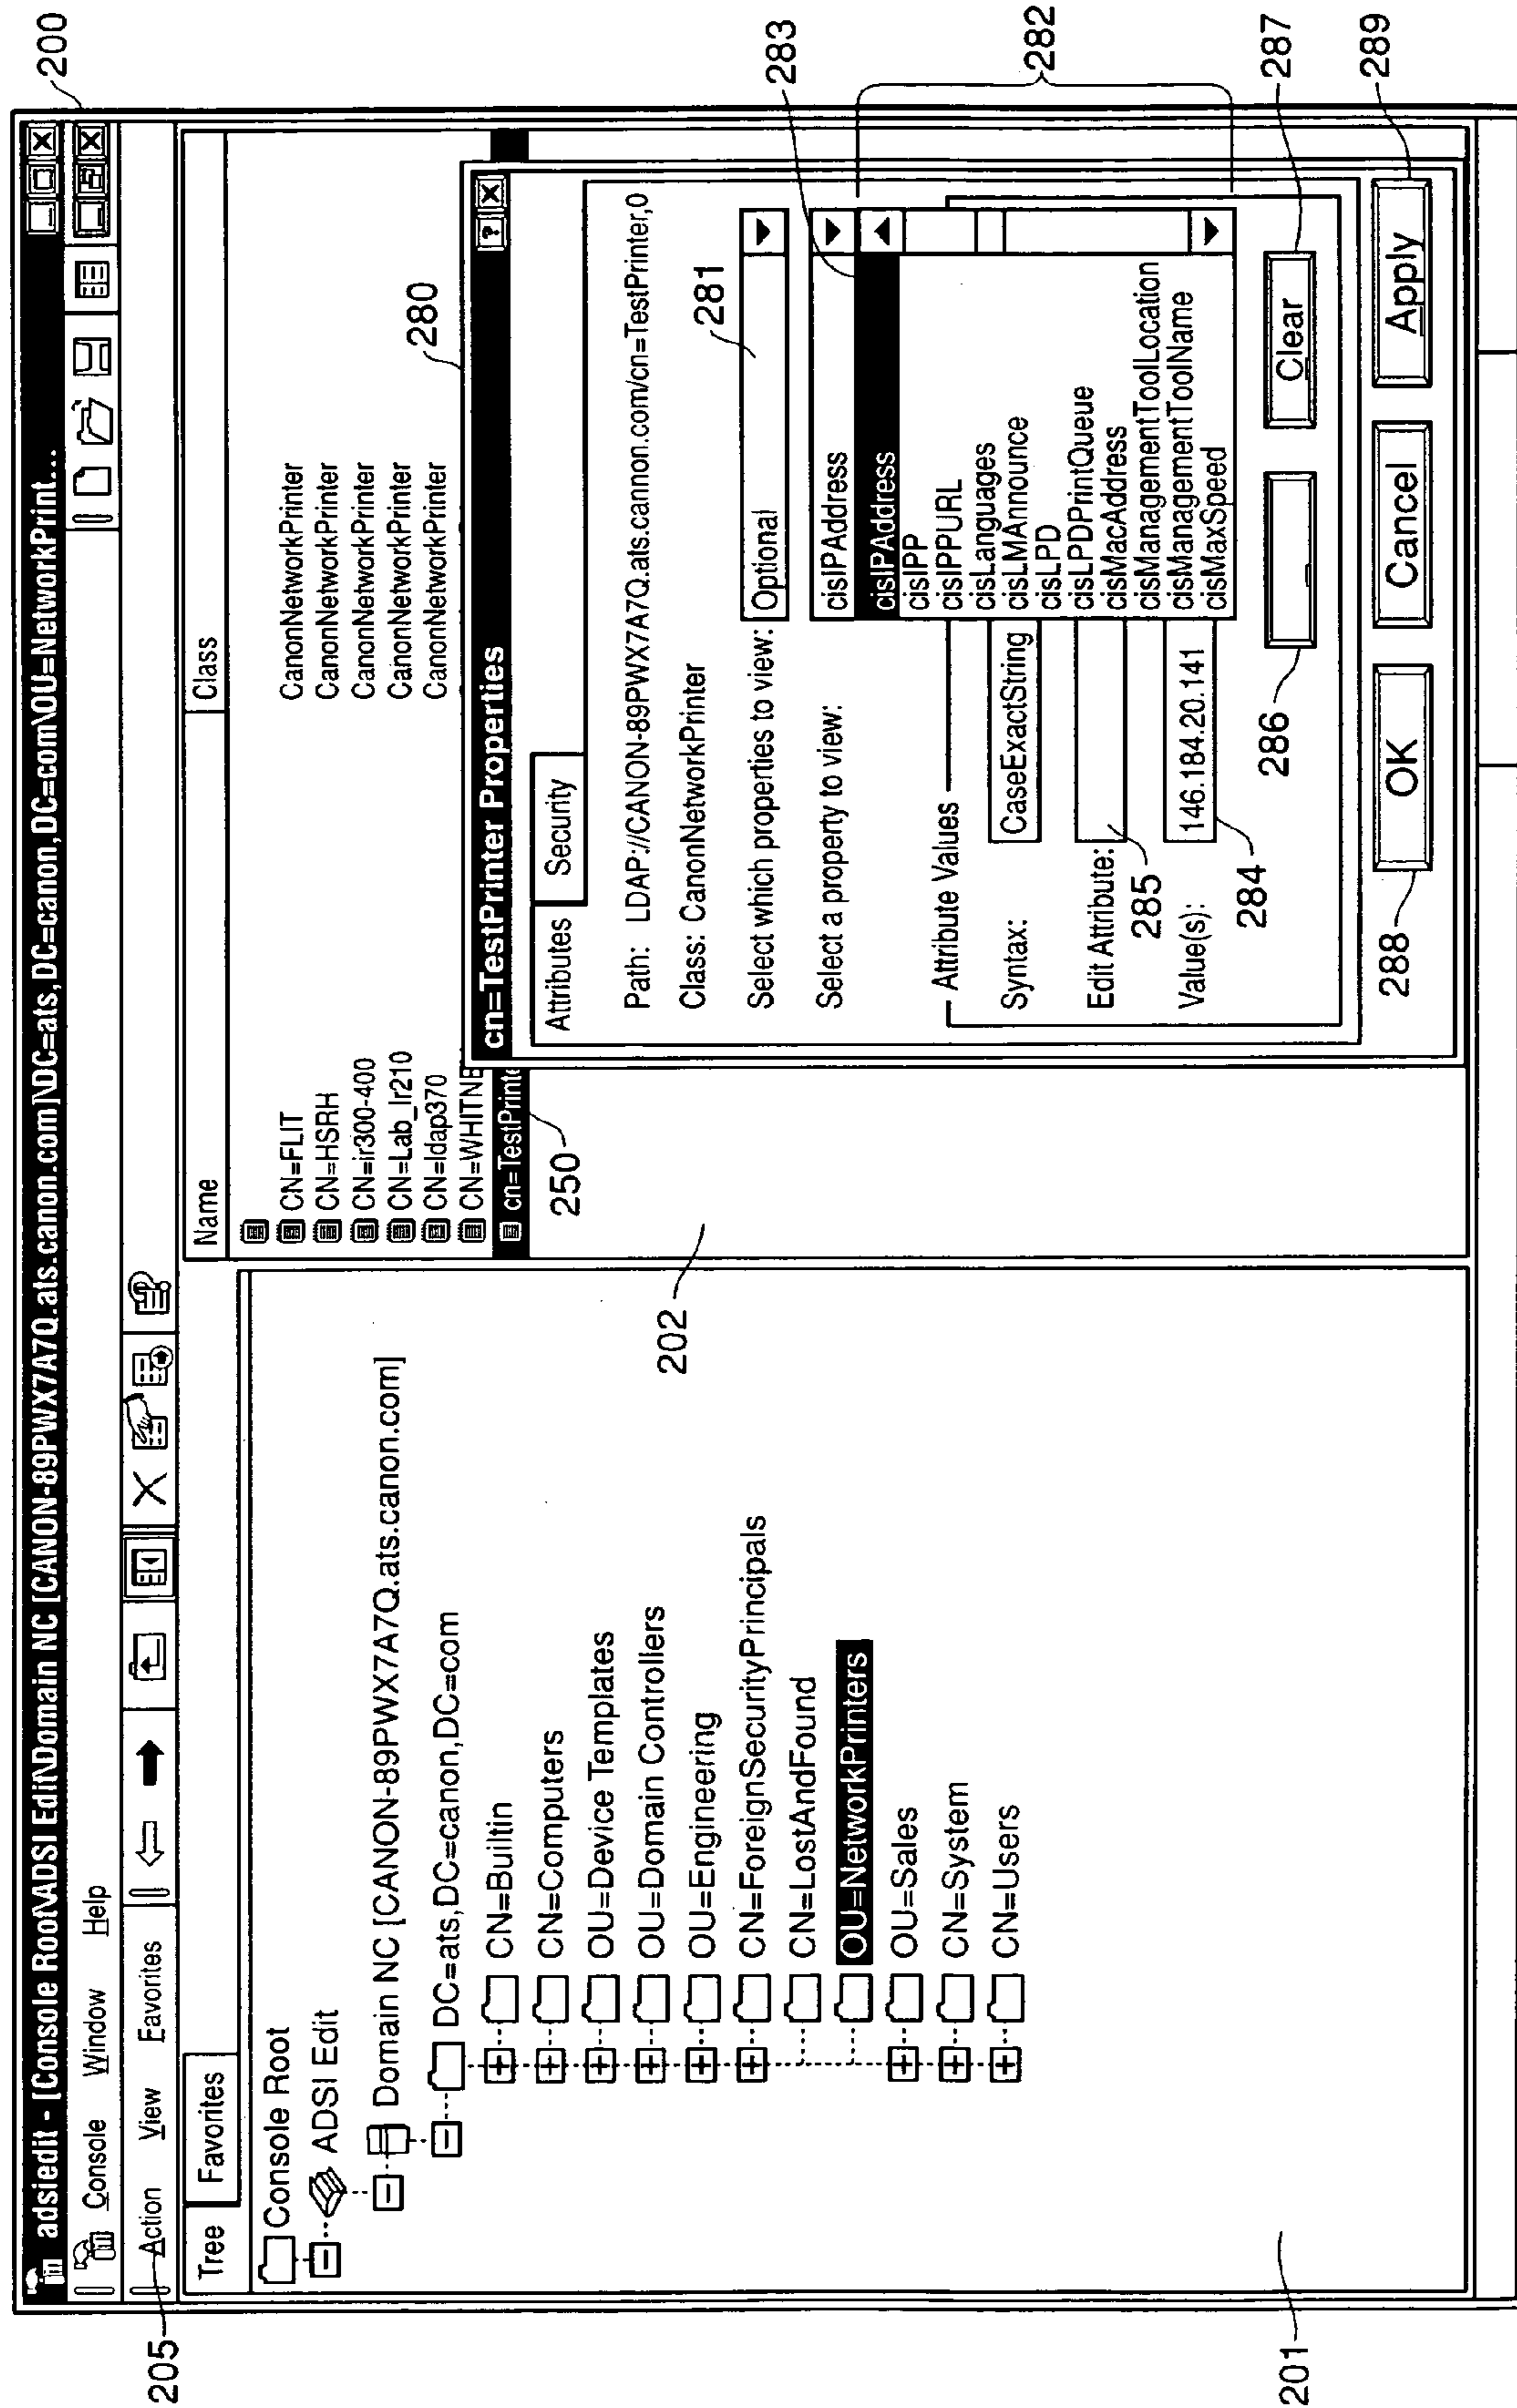 adsiedit - [Console Root\ADSI Edit\Domain NC [CANON-89PWX7A7Q.ats.canon.com]\DC=ats,DC=canon,DC=com\OU=NetworkPrint...
200
Console Window Help
Action View Favorites
205
Tree Favorites
Console Root
ADSI Edit
Domain NC [CANON-89PWX7A7Q.ats.canon.com]
DC=ats,DC=canon,DC=com
CN=Builtin
CN=Computers
OU=Device Templates
OU=Domain Controllers
OU=Engineering
CN=ForeignSecurityPrincipals
CN=LostAndFound
OU=NetworkPrinters
OU=Sales
CN=System
CN=Users
201
Name Class
CN=FLIT CanonNetworkPrinter
CN=HSRH CanonNetworkPrinter
CN=ir300-400 CanonNetworkPrinter
CN=Lab_Ir210 CanonNetworkPrinter
CN=ldap370 CanonNetworkPrinter
CN=WHITNE
cn=TestPrinte
250
202
280
cn=TestPrinter Properties ?
Attributes Security
Path: LDAP://CANON-89PWX7A7Q.ats.cannon.com/cn=TestPrinter,0
Class: CanonNetworkPrinter
281
Select which properties to view: Optional
Select a property to view: cisIPAddress
283
cisIPAddress
cisIPP
cisIPPURL
cisLanguages
cisLMAnnounce
cisLPD
cisLPDPrintQueue
cisMacAddress
cisManagementToolLocation
cisManagementToolName
cisMaxSpeed
282
Attribute Values
Syntax: CaseExactString
Edit Attribute:
285
Value(s): 146.184.20.141
284
286
Clear
287
288
OK Cancel Apply
289